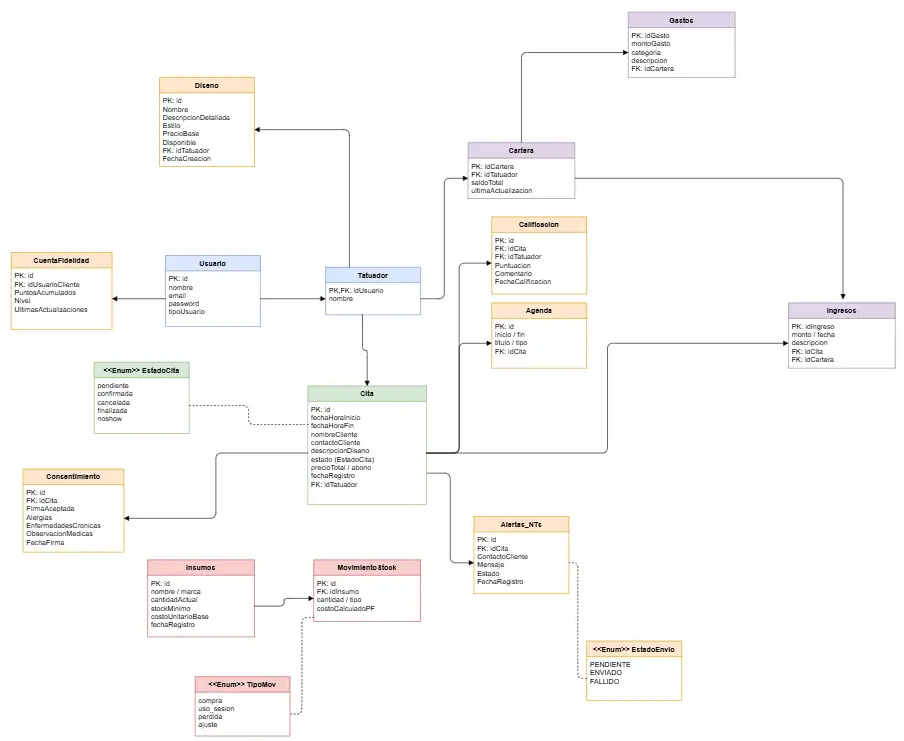 Gastos
PK: idGasto
montoGasto
categoria
descripcion
FK: idCartera
Diseno
PK: id
Nombre
DescripcionDetallada
Estilo
PrecioBase
Disponible
FK: idTatuador
FechaCreacion
Cartera
PK: idCartera
FK: idTatuador
saldoTotal
ultimaActualizacion
Calificacion
PK: id
FK: idCita
FK: idTatuador
Puntuacion
Comentario
FechaCalificacion
CuentaFidelidad
PK: id
FK: idUsuarioCliente
PuntosAcumulados
Nivel
UltimasActualizaciones
Usuario
PK: id
nombre
email
password
tipoUsuario
Tatuador
PK,FK: idUsuario
nombre
Agenda
PK: id
inicio / fin
titulo / tipo
FK: idCita
Ingresos
PK: idIngreso
monto / fecha
descripcion
FK: idCita
FK: idCartera
<<Enum>> EstadoCita
pendiente
confirmada
cancelada
finalizada
noshow
Cita
PK: id
fechaHoraInicio
fechaHoraFin
nombreCliente
contactoCliente
descripcionDiseno
estado (EstadoCita)
precioTotal / abono
fechaRegistro
FK: idTatuador
Consentimiento
PK: id
FK: idCita
FirmaAceptada
Alergias
EnfermedadesCronicas
ObservacionMedicas
FechaFirma
Alertas_NTs
PK: id
FK: idCita
ContactoCliente
Mensaje
Estado
FechaRegistro
Insumos
PK: id
nombre / marca
cantidadActual
stockMinimo
costoUnitarioBase
fechaRegistro
MovimientoStock
PK: id
FK: idInsumo
cantidad / tipo
costoCalculadoPF
<<Enum>> EstadoEnvio
PENDIENTE
ENVIADO
FALLIDO
<<Enum>> TipoMov
compra
uso_sesion
perdida
ajuste